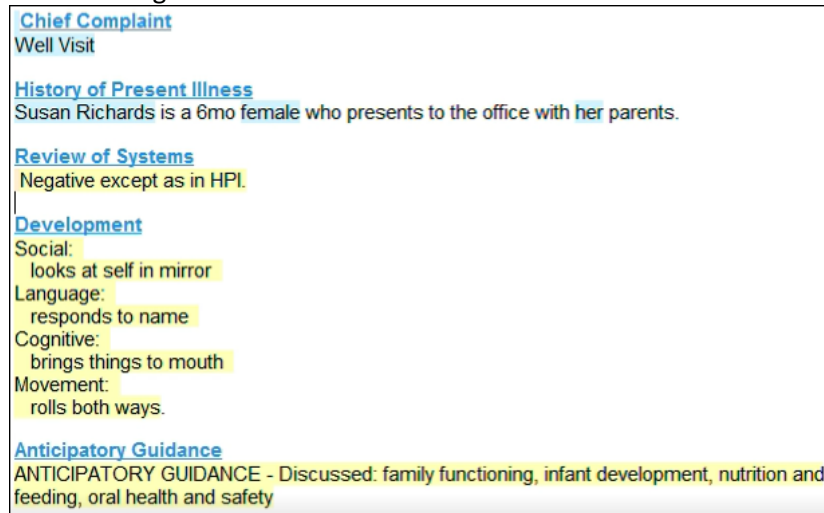 Chief Complaint
Well Visit
History of Present Illness
Susan Richards is a 6mo female who presents to the office with her parents.
Review of Systems
Negative except as in HPI.
Development
Social:
looks at self in mirror
Language:
responds to name
Cognitive:
brings things to mouth
Movement:
rolls both ways.
Anticipatory Guidance
ANTICIPATORY GUIDANCE - Discussed: family functioning, infant development, nutrition and
feeding, oral health and safety